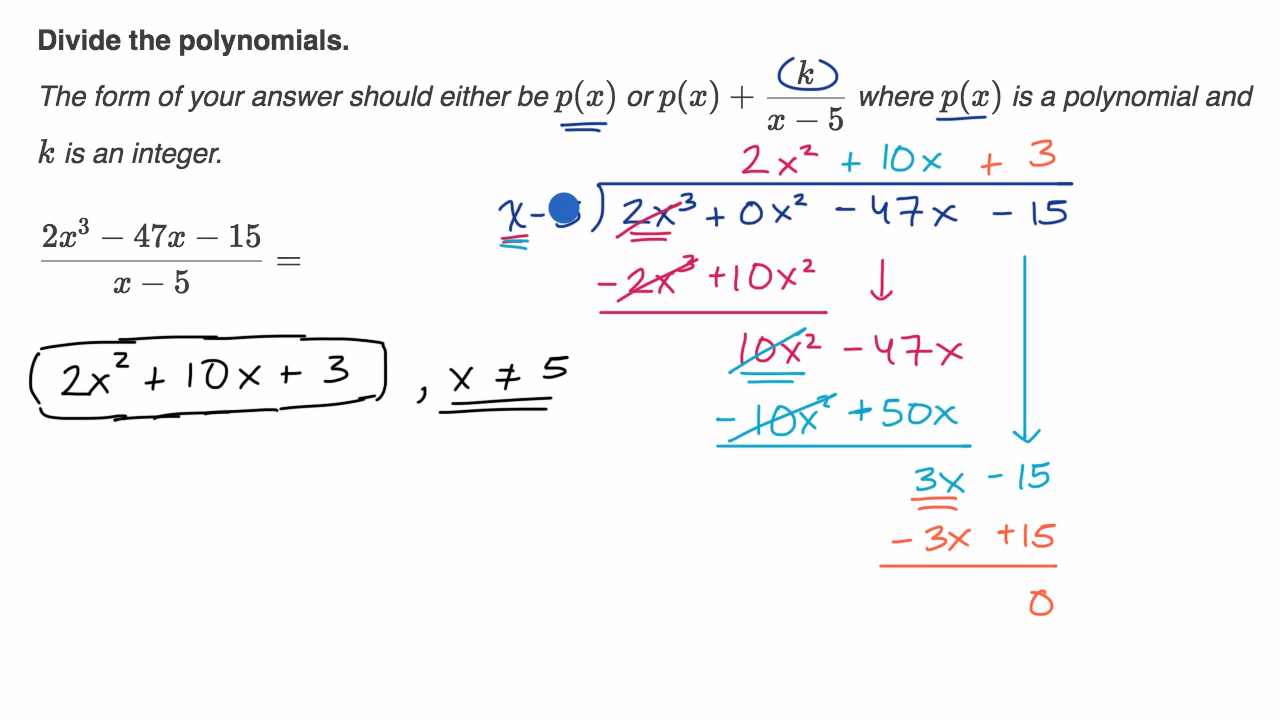 Divide the polynomials.
The form of your answer should either be p(x) or p(x) + (k)/(x − 5) where p(x) is a polynomial and
k is an integer.
2x² + 10x + 3
x - ) 2x³ + 0x² - 47x - 15
(2x³ − 47x − 15)/(x − 5) =
-2x³ + 10x² ↓
10x² - 47x
(2x² + 10x + 3), x ≠ 5
-10x² + 50x
3x - 15
-3x + 15
0